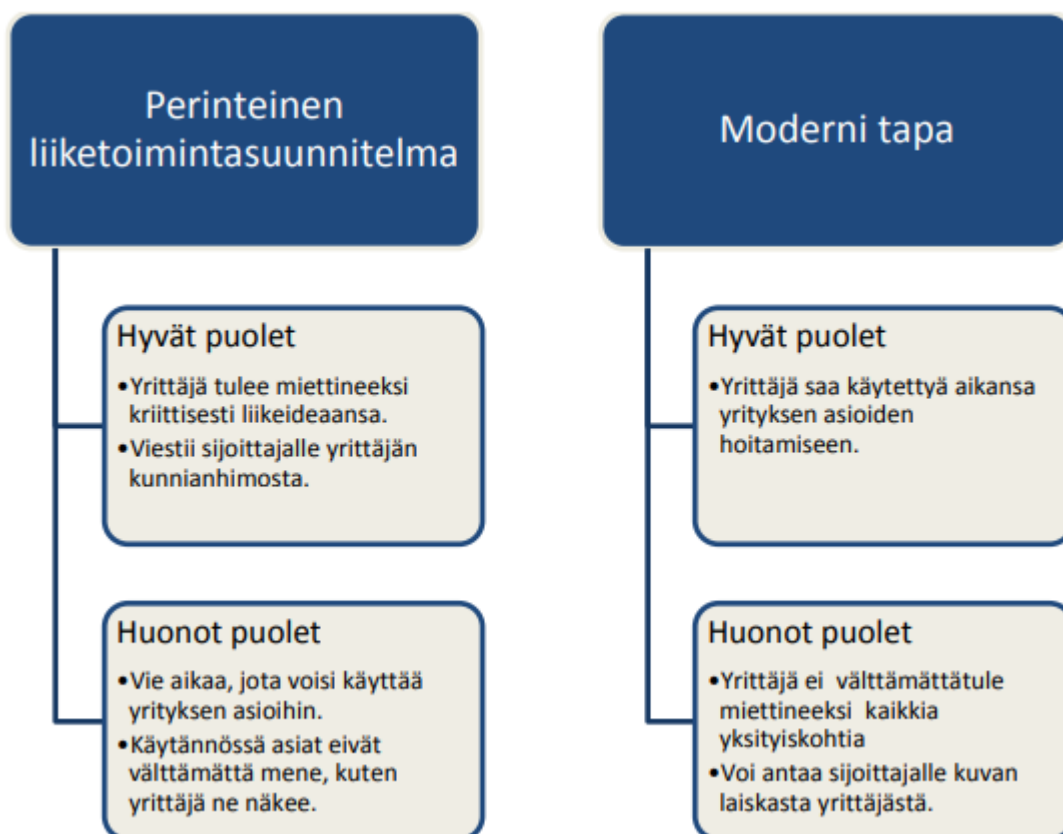 Perinteinen
liiketoimintasuunnitelma
Hyvät puolet
•Yrittäjä tulee miettineeksi
kriittisesti liikeideaansa.
•Viestii sijoittajalle yrittäjän
kunnianhimosta.
Huonot puolet
•Vie aikaa, jota voisi käyttää
yrityksen asioihin.
•Käytännössä asiat eivät
välttämättä mene, kuten
yrittäjä ne näkee.
Moderni tapa
Hyvät puolet
•Yrittäjä saa käytettyä aikansa
yrityksen asioiden
hoitamiseen.
Huonot puolet
•Yrittäjä ei  välttämättätule
miettineeksi  kaikkia
yksityiskohtia
•Voi antaa sijoittajalle kuvan
laiskasta yrittäjästä.